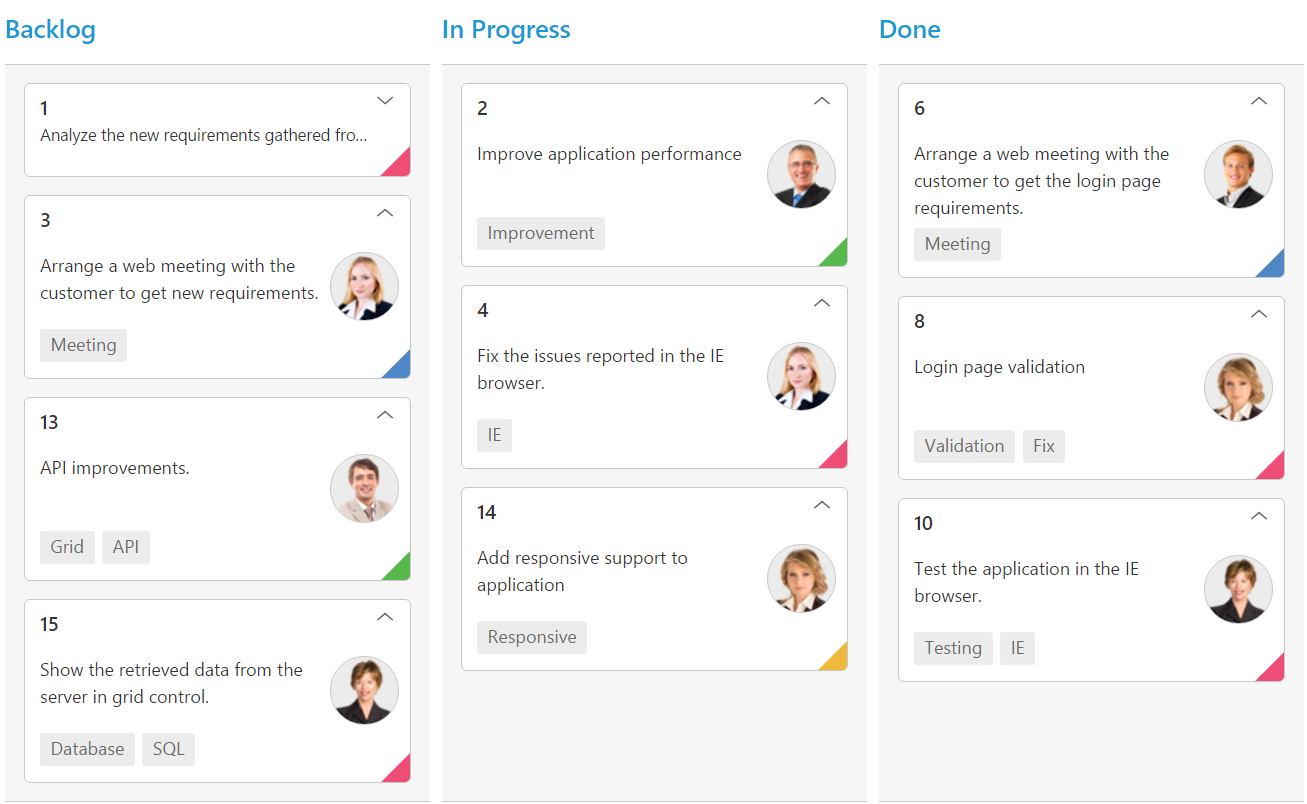 Backlog
1
Analyze the new requirements gathered fro...
3
Arrange a web meeting with the
customer to get new requirements.
Meeting
13
API improvements.
Grid API
15
Show the retrieved data from the
server in grid control.
Database SQL
In Progress
2
Improve application performance
Improvement
4
Fix the issues reported in the IE
browser.
IE
14
Add responsive support to
application
Responsive
Done
6
Arrange a web meeting with the
customer to get the login page
requirements.
Meeting
8
Login page validation
Validation Fix
10
Test the application in the IE
browser.
Testing IE